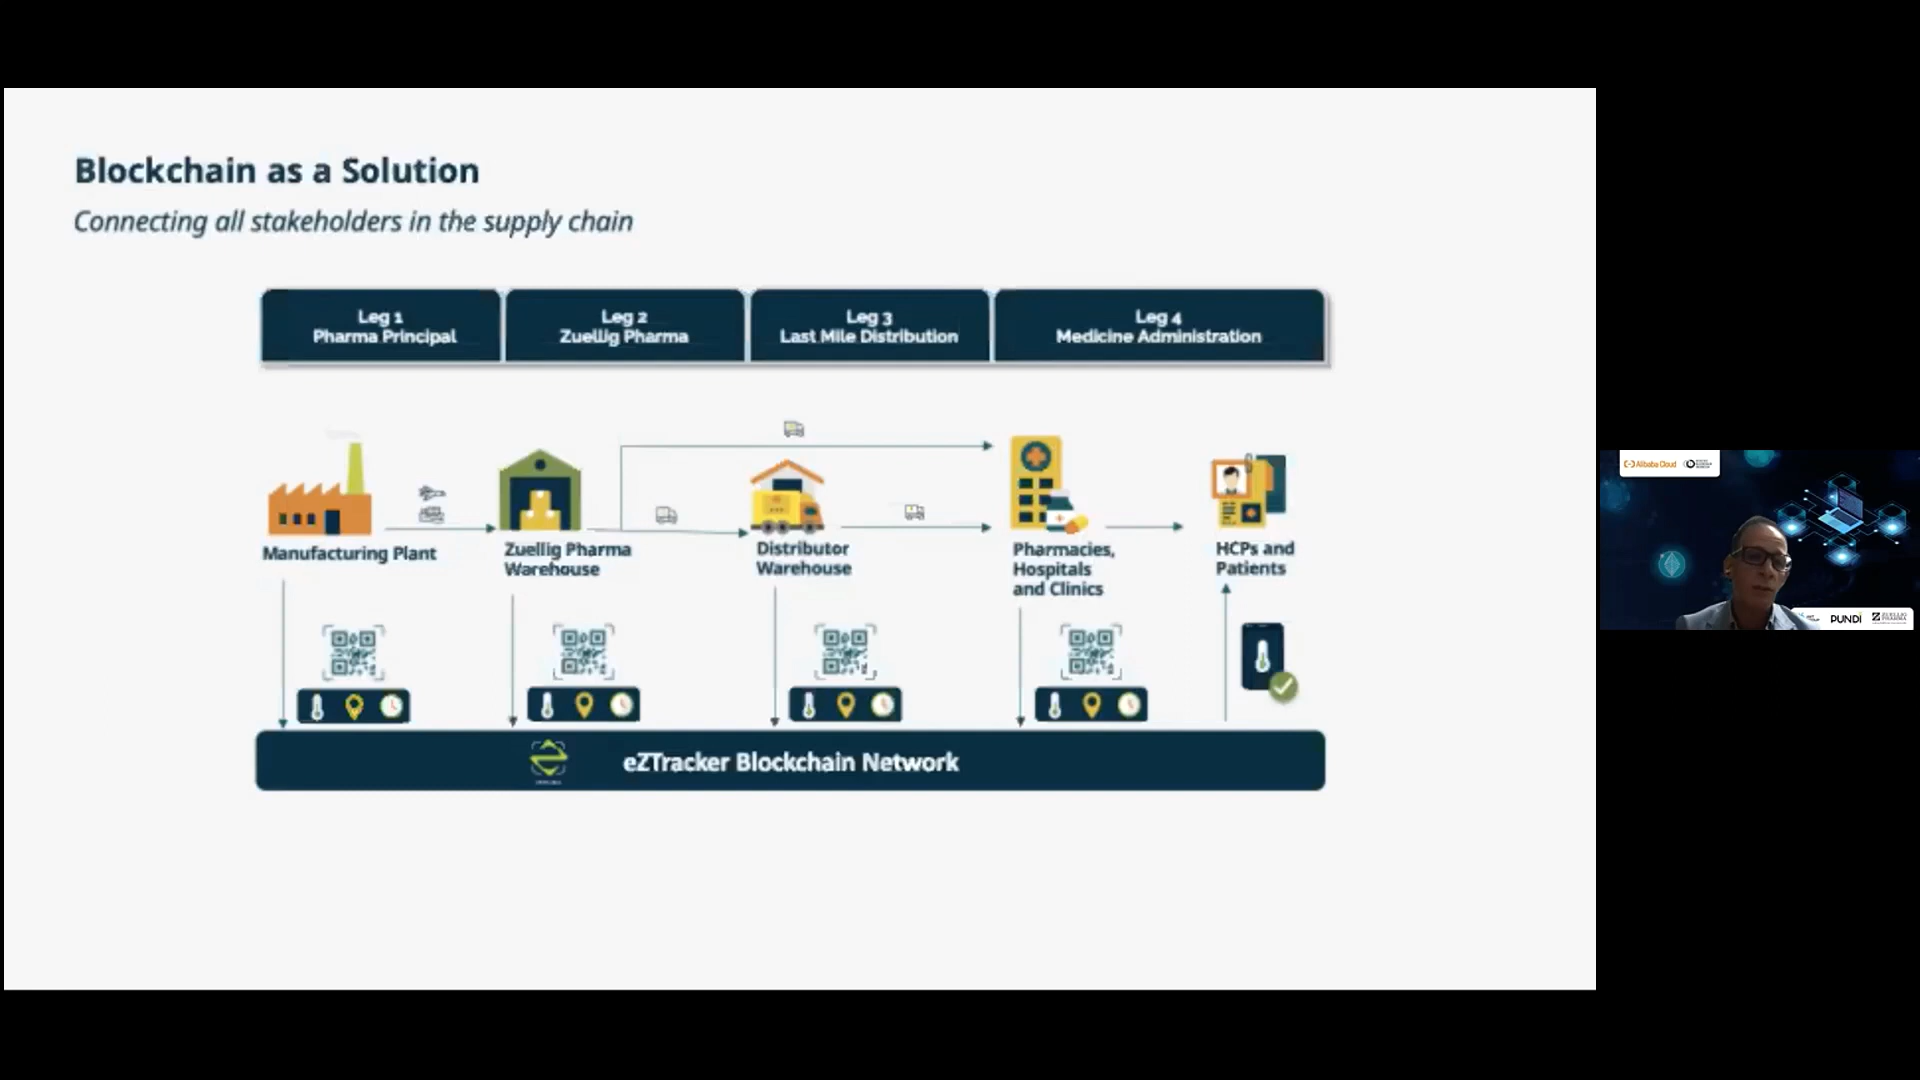 Blockchain as a Solution
Connecting all stakeholders in the supply chain
Leg 1
Pharma Principal
Leg 2
Zuellig Pharma
Leg 3
Last Mile Distribution
Leg 4
Medicine Administration
Manufacturing Plant
Zuellig Pharma
Warehouse
Distributor
Warehouse
Pharmacies,
Hospitals
and Clinics
HCPs and
Patients
eZTracker Blockchain Network
Alibaba Cloud
PUNDI
ZUELLIG
PHARMA